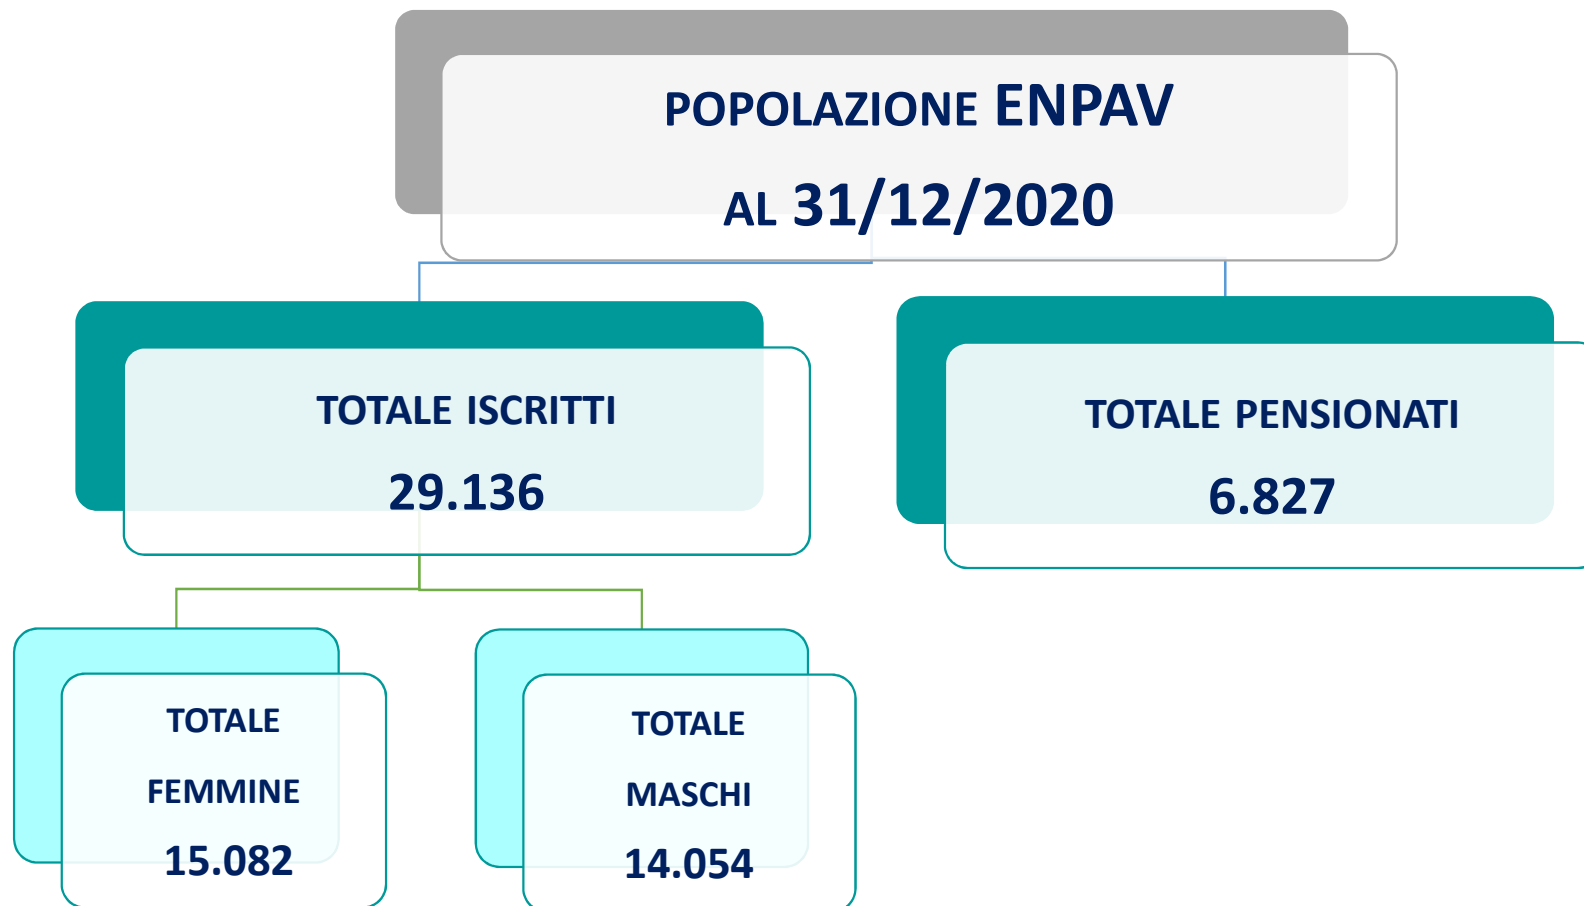 POPOLAZIONE ENPAV
AL 31/12/2020
TOTALE ISCRITTI
29.136
TOTALE PENSIONATI
6.827
TOTALE
FEMMINE
15.082
TOTALE
MASCHI
14.054